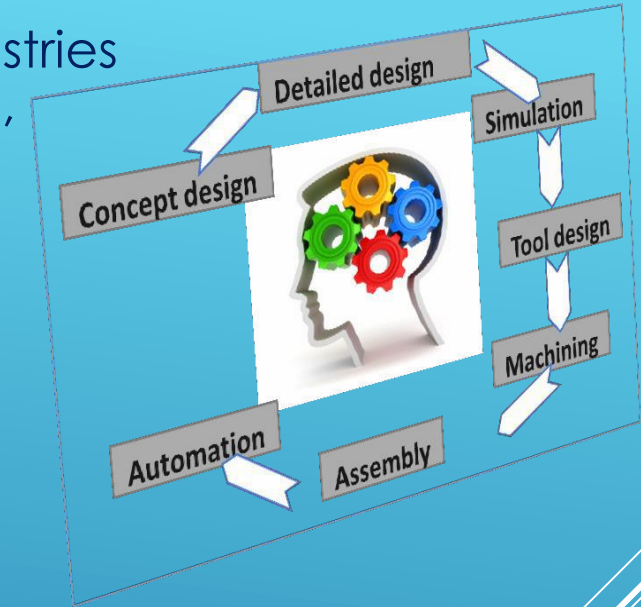 stries
,
Detailed design
Simulation
Concept design
Tool design
Machining
Automation
Assembly